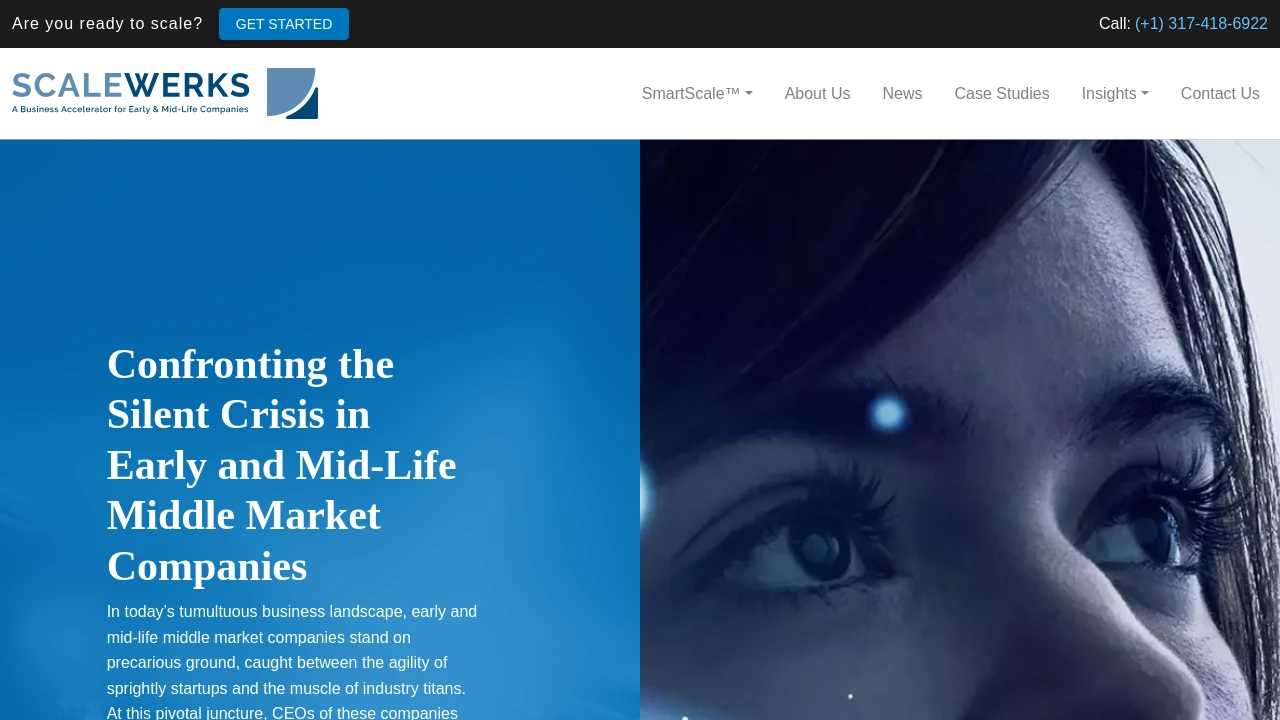 Are you ready to scale?
GET STARTED
Call: (+1) 317-418-6922
SCALEWERKS
A Business Accelerator for Early & Mid-Life Companies
SmartScale™
About Us
News
Case Studies
Insights
Contact Us
Confronting the
Silent Crisis in
Early and Mid-Life
Middle Market
Companies
In today’s tumultuous business landscape, early and
mid-life middle market companies stand on
precarious ground, caught between the agility of
sprightly startups and the muscle of industry titans.
At this pivotal juncture, CEOs of these companies